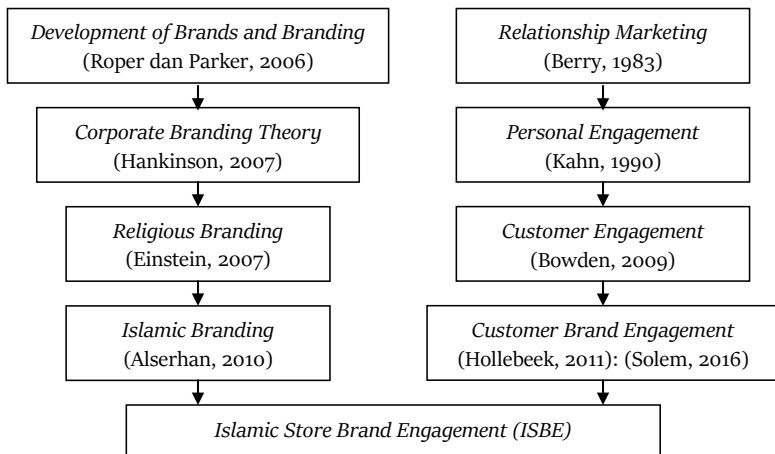 Development of Brands and Branding
(Roper dan Parker, 2006)
Corporate Branding Theory
(Hankinson, 2007)
Religious Branding
(Einstein, 2007)
Islamic Branding
(Alserhan, 2010)
Relationship Marketing
(Berry, 1983)
Personal Engagement
(Kahn, 1990)
Customer Engagement
(Bowden, 2009)
Customer Brand Engagement
(Hollebeek, 2011): (Solem, 2016)
Islamic Store Brand Engagement (ISBE)